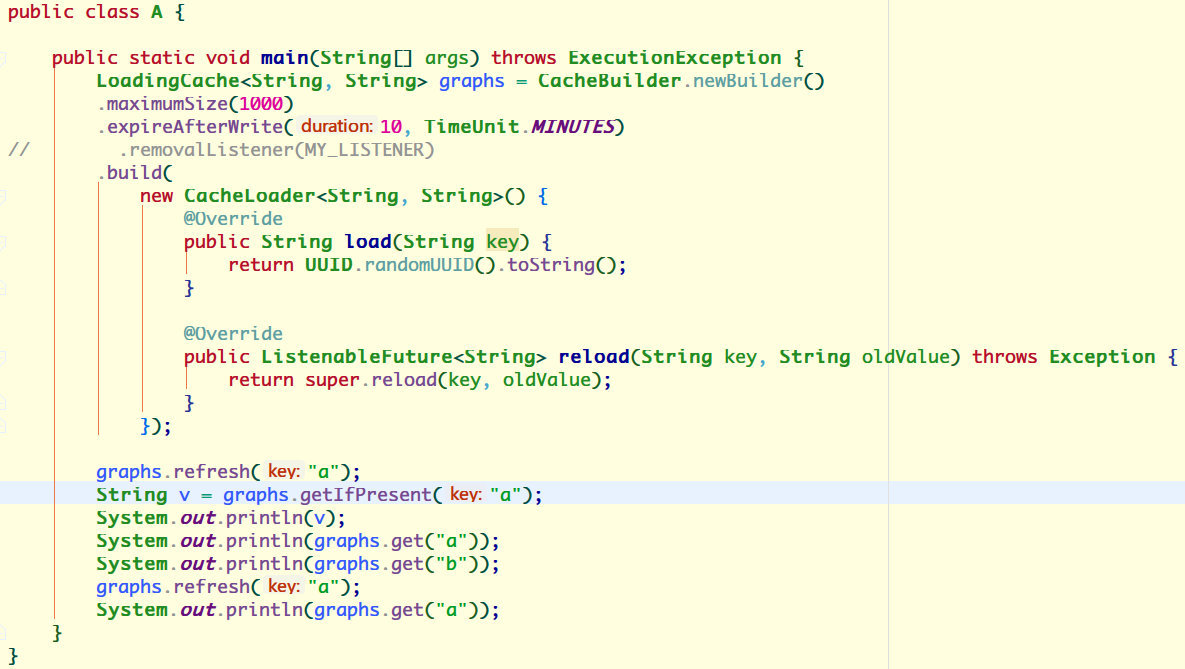 public class A {
    public static void main(String[] args) throws ExecutionException {
        LoadingCache<String, String> graphs = CacheBuilder.newBuilder()
        .maximumSize(1000)
        .expireAfterWrite( duration: 10, TimeUnit.MINUTES)
//        .removalListener(MY_LISTENER)
        .build(
            new CacheLoader<String, String>() {
                @Override
                public String load(String key) {
                    return UUID.randomUUID().toString();
                }
                @Override
                public ListenableFuture<String> reload(String key, String oldValue) throws Exception {
                    return super.reload(key, oldValue);
                }
            });
        graphs.refresh( key: "a");
        String v = graphs.getIfPresent( key: "a");
        System.out.println(v);
        System.out.println(graphs.get("a"));
        System.out.println(graphs.get("b"));
        graphs.refresh( key: "a");
        System.out.println(graphs.get("a"));
    }
}